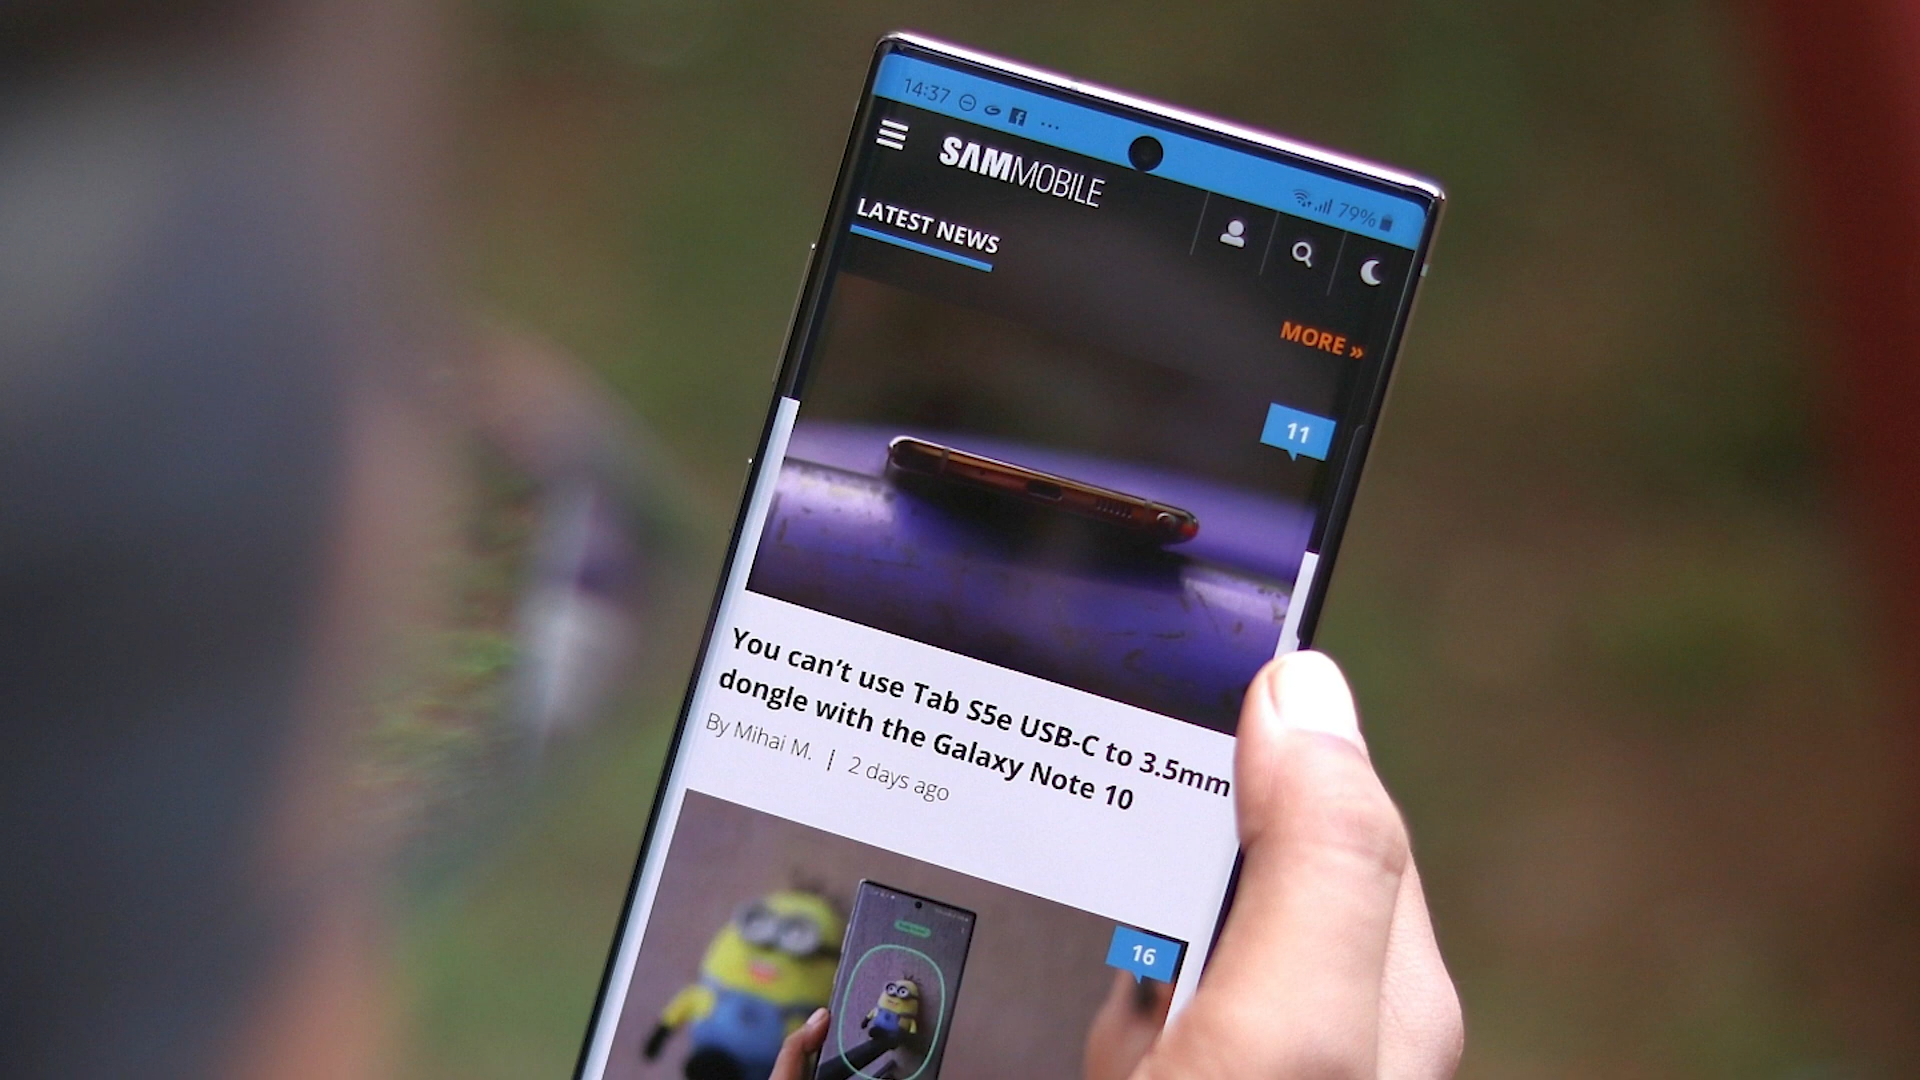 14:37
79%
SAMMOBILE
LATEST NEWS
MORE »
11
You can't use Tab S5e USB-C to 3.5mm
dongle with the Galaxy Note 10
By Mihai M. | 2 days ago
16